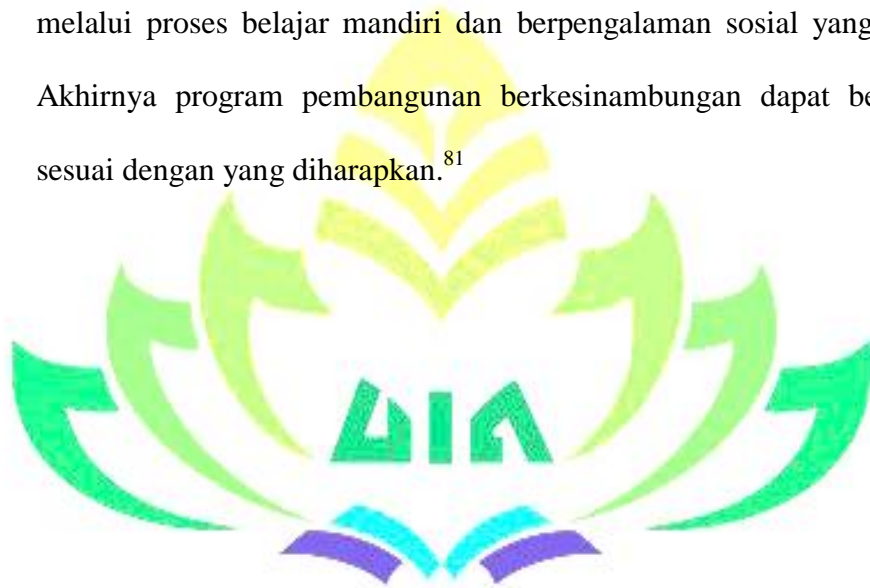 melalui proses belajar mandiri dan berpengalaman sosial yang
Akhirnya program pembangunan berkesinambungan dapat be
sesuai dengan yang diharapkan.81
UIN